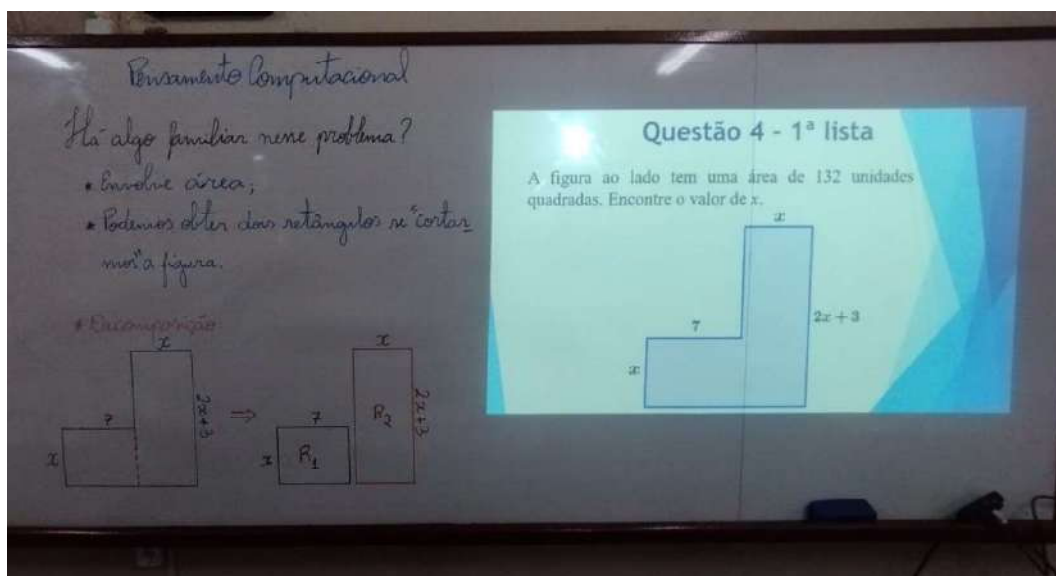 Pensamento Computacional
Há algo familiar nesse problema?
* Envolve área;
* Podemos obter dois retângulos se "cortar
mos" a figura.
* Decomposição
x
7
x
2x+3
⇒
x
7
x
R1
R2
2x+3
Questão 4 - 1ª lista
A figura ao lado tem uma área de 132 unidades
quadradas. Encontre o valor de x.
x
7
2x + 3
x